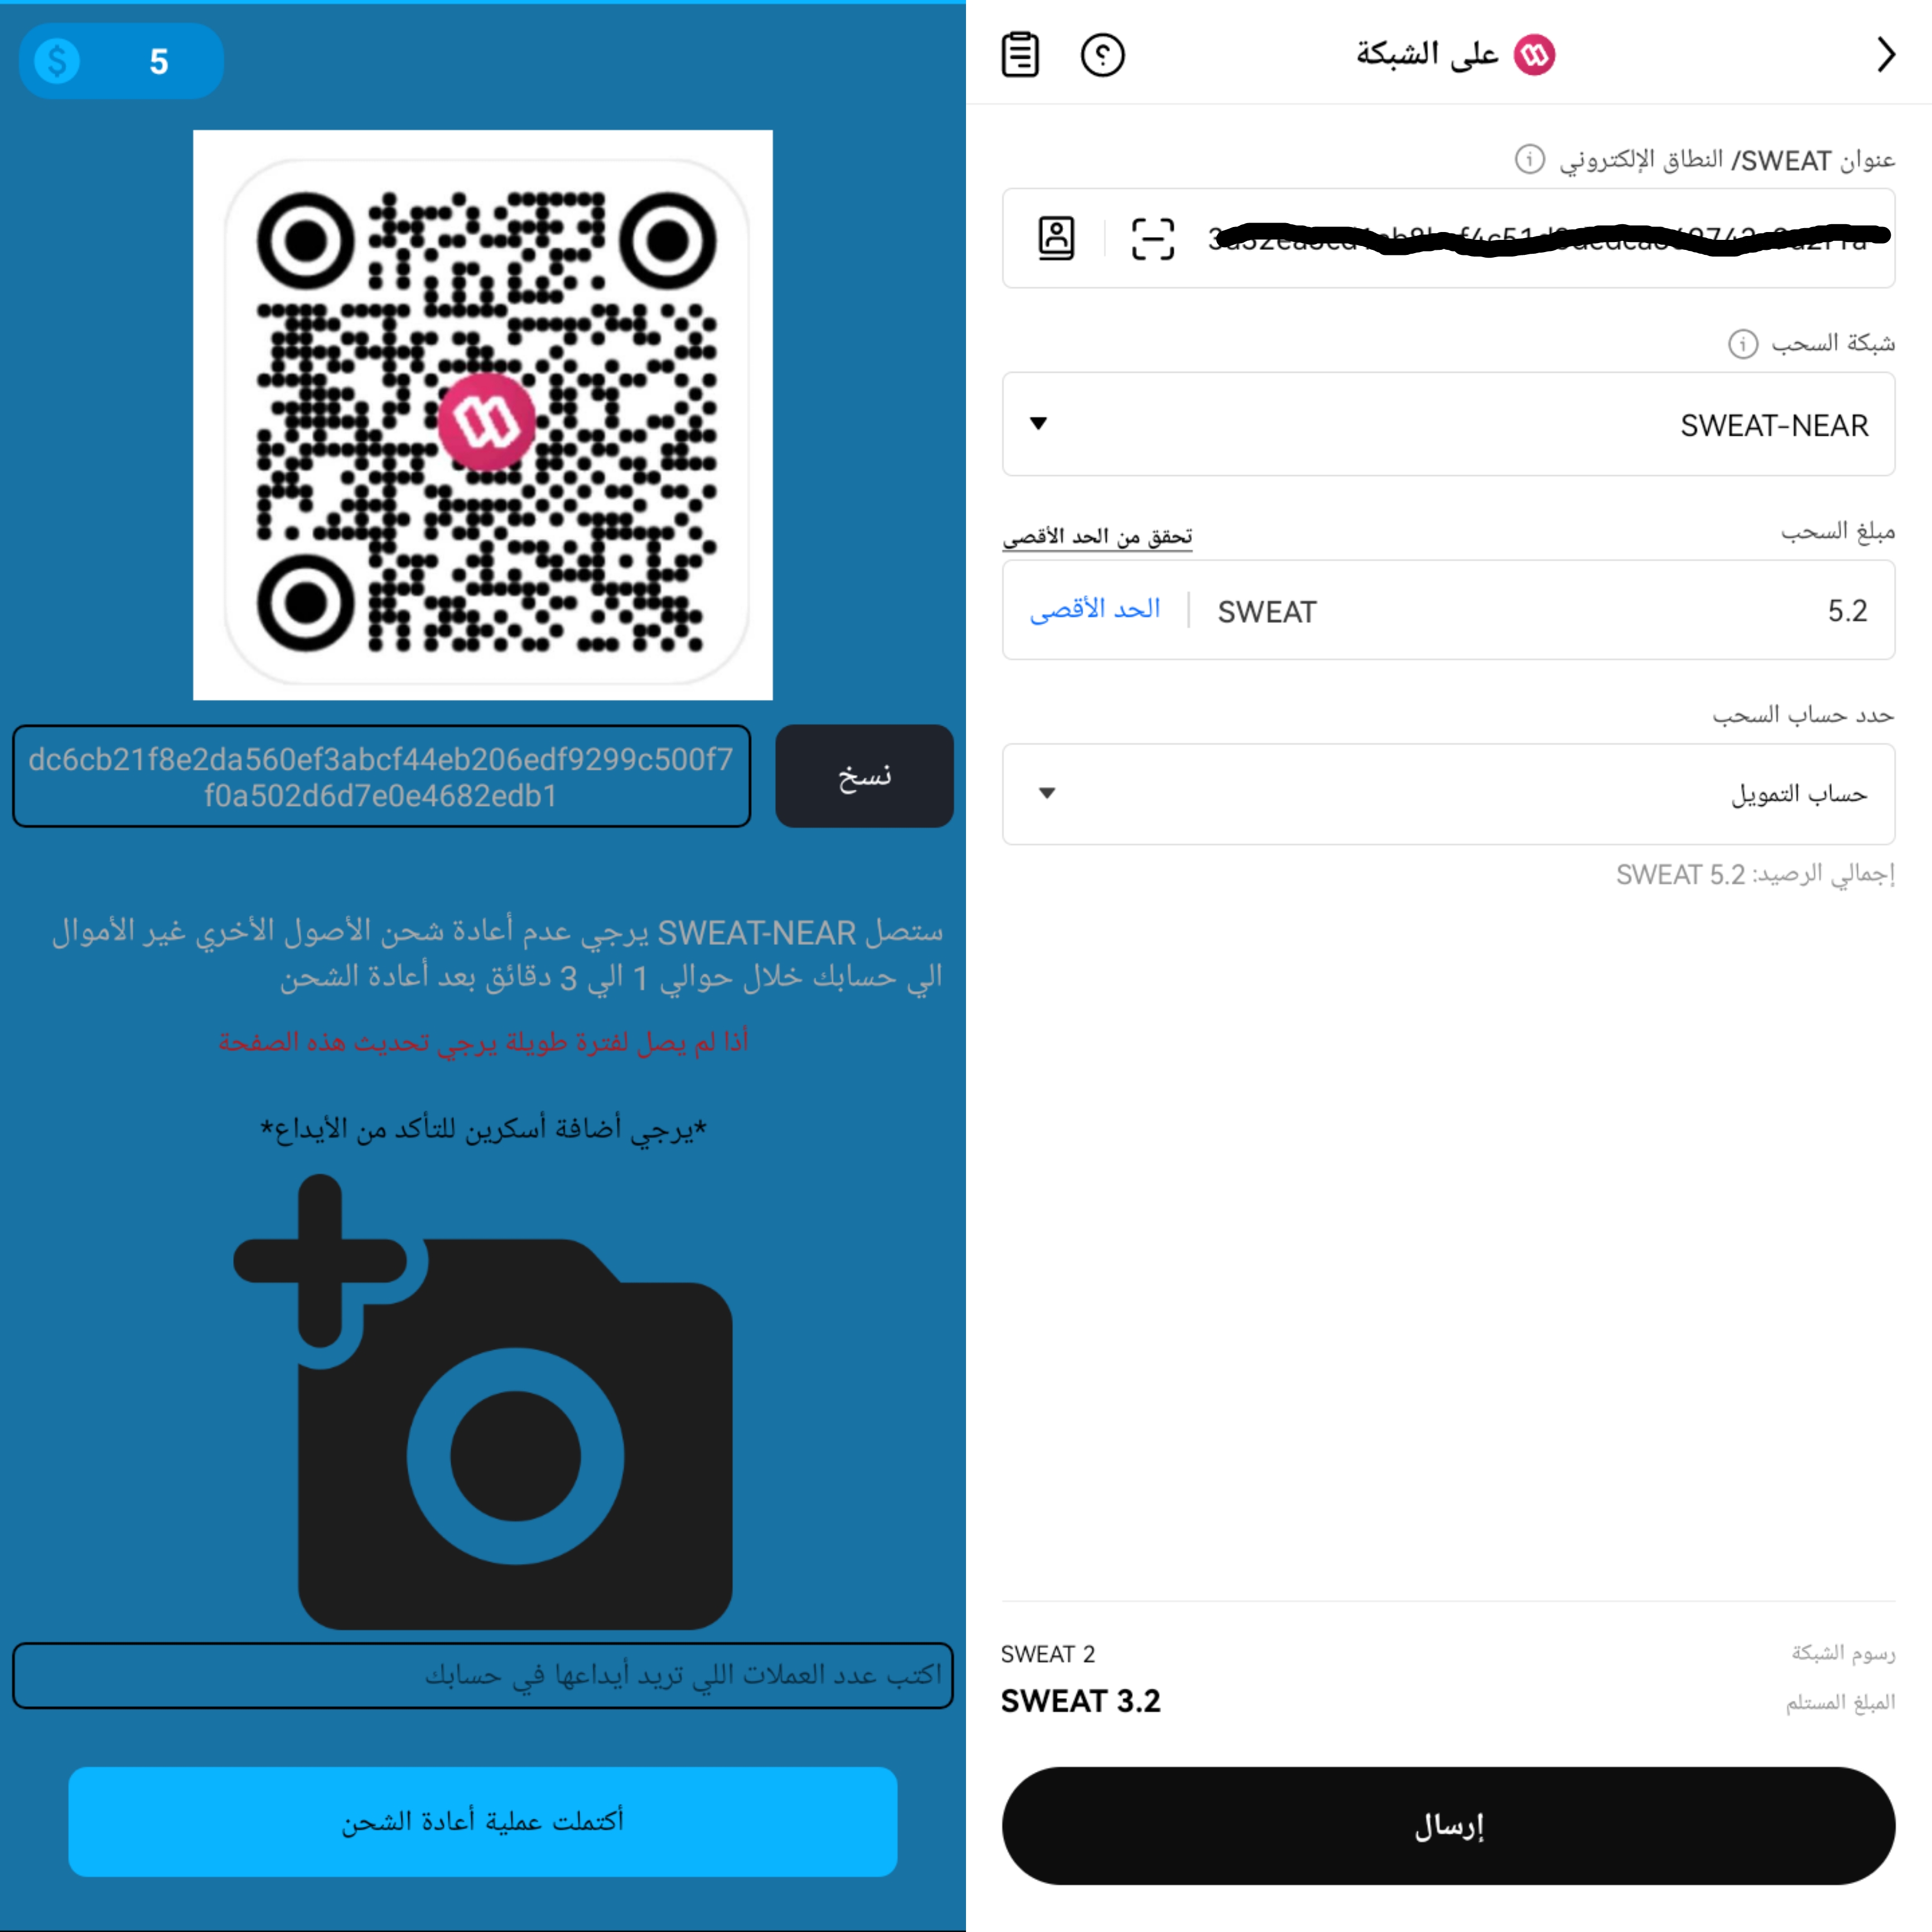 5
dc6cb21f8e2da560ef3abcf44eb206edf9299c500f7
f0a502d6d7e0e4682edb1
نسخ
ستصل SWEAT-NEAR يرجي عدم أعادة شحن الأصول الأخري غير الأموال
الي حسابك خلال حوالي 1 الي 3 دقائق بعد أعادة الشحن
أذا لم يصل لفترة طويلة يرجي تحديث هذه الصفحة
*يرجي أضافة أسكرين للتأكد من الأيداع*
اكتب عدد العملات اللي تريد أيداعها في حسابك
أكتملت عملية أعادة الشحن
على الشبكة
عنوان SWEAT/ النطاق الإلكتروني
شبكة السحب
SWEAT-NEAR
مبلغ السحب
تحقق من الحد الأقصى
5.2
SWEAT
الحد الأقصى
حدد حساب السحب
حساب التمويل
إجمالي الرصيد: 5.2 SWEAT
رسوم الشبكة
SWEAT 2
المبلغ المستلم
SWEAT 3.2
إرسال